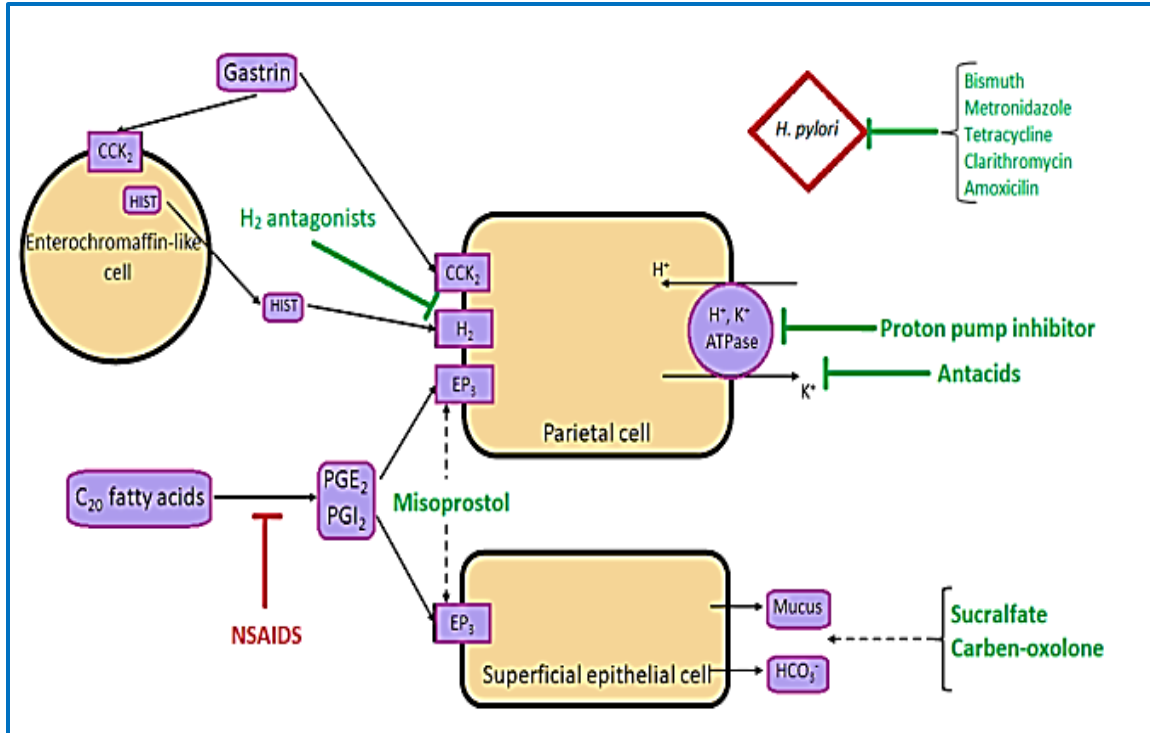 Gastrin
CCK₂
HIST
Enterochromaffin-like
cell
HIST
H₂ antagonists
CCK₂
H₂
EP₃
Parietal cell
H⁺
H⁺, K⁺
ATPase
K⁺
H. pylori
Bismuth
Metronidazole
Tetracycline
Clarithromycin
Amoxicilin
Proton pump inhibitor
Antacids
C₂₀ fatty acids
PGE₂
PGI₂
Misoprostol
NSAIDS
EP₃
Superficial epithelial cell
Mucus
HCO₃⁻
Sucralfate
Carben-oxolone